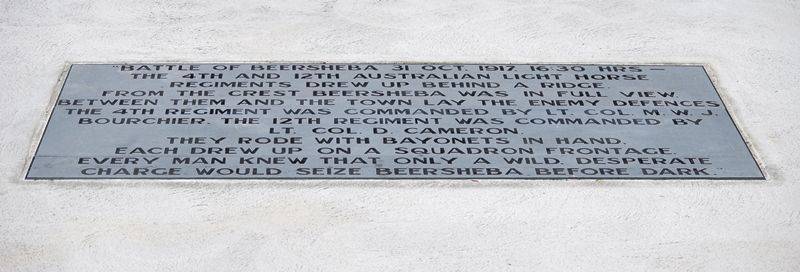 "BATTLE OF BEERSHEBA 31 OCT. 1917. 16:30 HRS —
THE 4TH AND 12TH AUSTRALIAN LIGHT HORSE
REGIMENTS DREW UP BEHIND A RIDGE.
FROM THE CREST BEERSHEBA WAS IN FULL VIEW.
BETWEEN THEM AND THE TOWN LAY THE ENEMY DEFENCES
THE 4TH REGIMENT WAS COMMANDED BY LT. COL. M. W. J.
BOURCHIER. THE 12TH REGIMENT WAS COMMANDED BY
LT. COL. D. CAMERON.
THEY RODE WITH BAYONETS IN HAND.
EACH DREW UP ON A SQUADRON FRONTAGE.
EVERY MAN KNEW THAT ONLY A WILD, DESPERATE
CHARGE WOULD SEIZE BEERSHEBA BEFORE DARK."